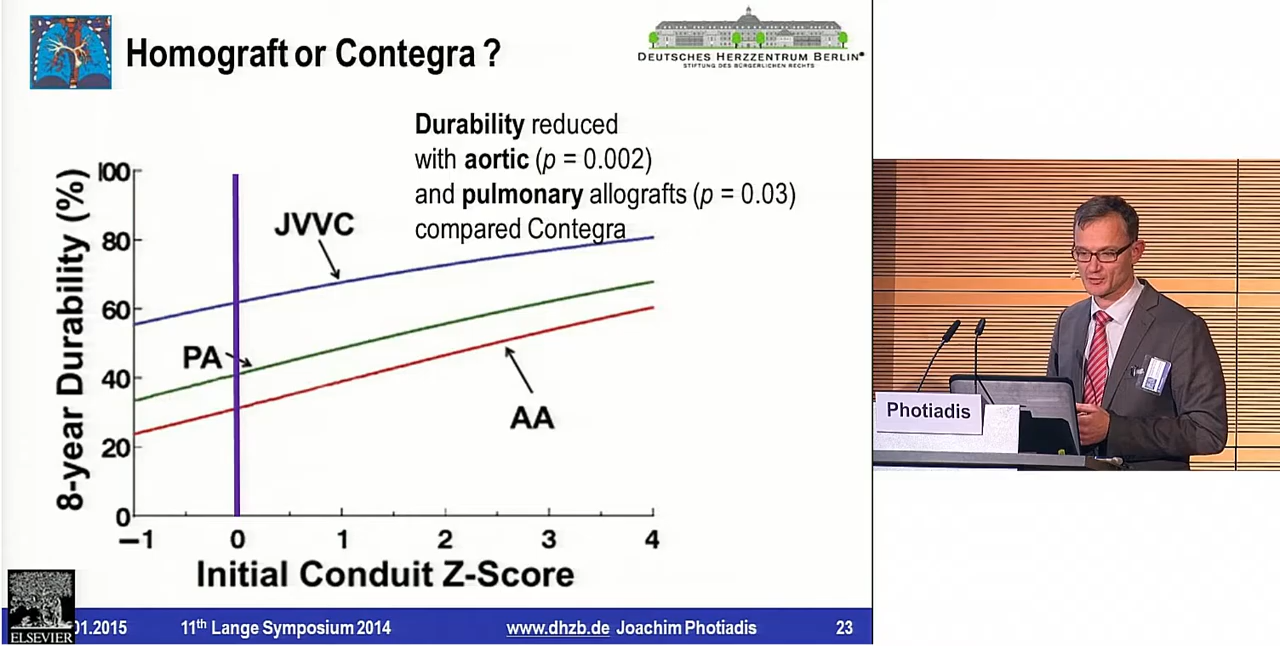 Homograft or Contegra ?
DEUTSCHES HERZZENTRUM BERLIN
STIFTUNG DES BÜRGERLICHEN RECHTS
Durability reduced
with aortic (p = 0.002)
and pulmonary allografts (p = 0.03)
compared Contegra
8-year Durability (%)
100
80
60
40
20
0
JVVC
PA
AA
−1 0 1 2 3 4
Initial Conduit Z-Score
ELSEVIER
01.2015 11th Lange Symposium 2014 www.dhzb.de Joachim Photiadis 23
Photiadis